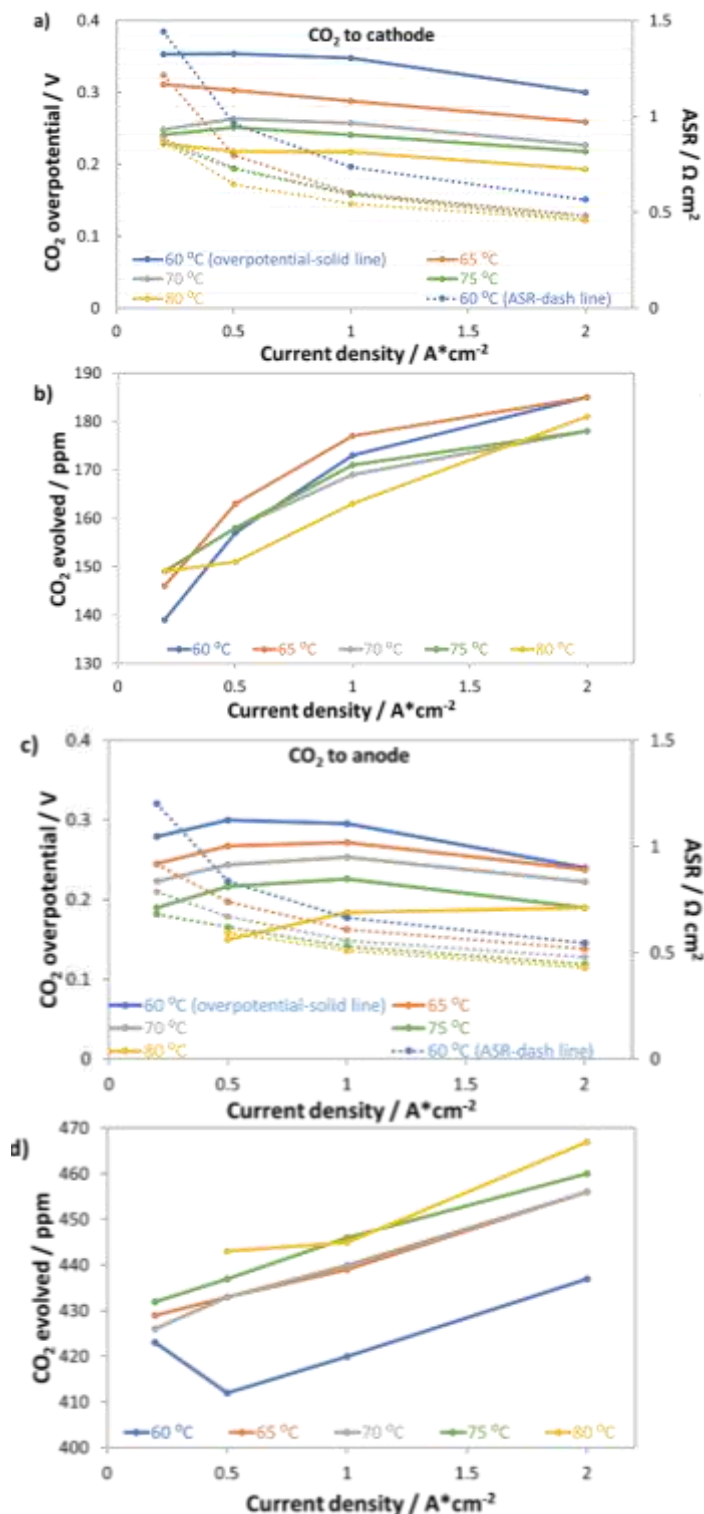 a)
CO₂ to cathode
CO₂ overpotential / V
ASR / Ω cm²
0.4
0.3
0.2
0.1
0
1.5
1
0.5
0
60 °C (overpotential-solid line)
65 °C
70 °C
75 °C
80 °C
60 °C (ASR-dash line)
0
0.5
1
1.5
2
Current density / A*cm⁻²
b)
CO₂ evolved / ppm
190
180
170
160
150
140
130
60 °C
65 °C
70 °C
75 °C
80 °C
0
0.5
1
1.5
2
Current density / A*cm⁻²
c)
CO₂ to anode
CO₂ overpotential / V
ASR / Ω cm²
0.4
0.3
0.2
0.1
0
1.5
1
0.5
0
60 °C (overpotential-solid line)
65 °C
70 °C
75 °C
80 °C
60 °C (ASR-dash line)
0
0.5
1
1.5
2
Current density / A*cm⁻²
d)
CO₂ evolved / ppm
470
460
450
440
430
420
410
400
60 °C
65 °C
70 °C
75 °C
80 °C
0
0.5
1
1.5
2
Current density / A*cm⁻²